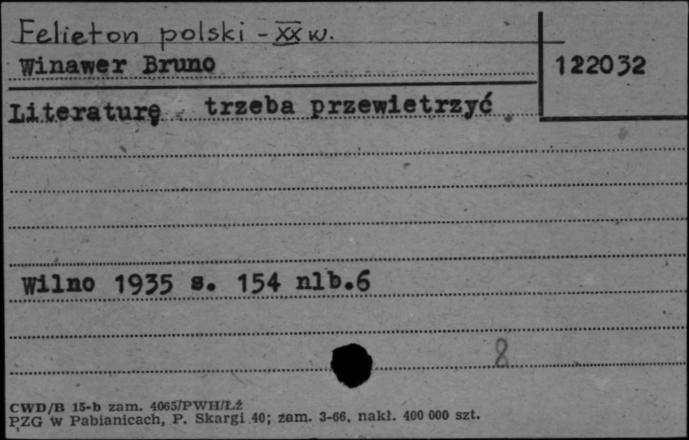 Felieton polski - XX w.
Winawer Bruno
122032
Literaturę trzeba przewietrzyć
Wilno 1935 s. 154 nlb.6
8
CWD/B 15-b zam. 4065/PWH/ŁŻ
PZG w Pabianicach, P. Skargi 40; zam. 3-66, nakł. 400 000 szt.